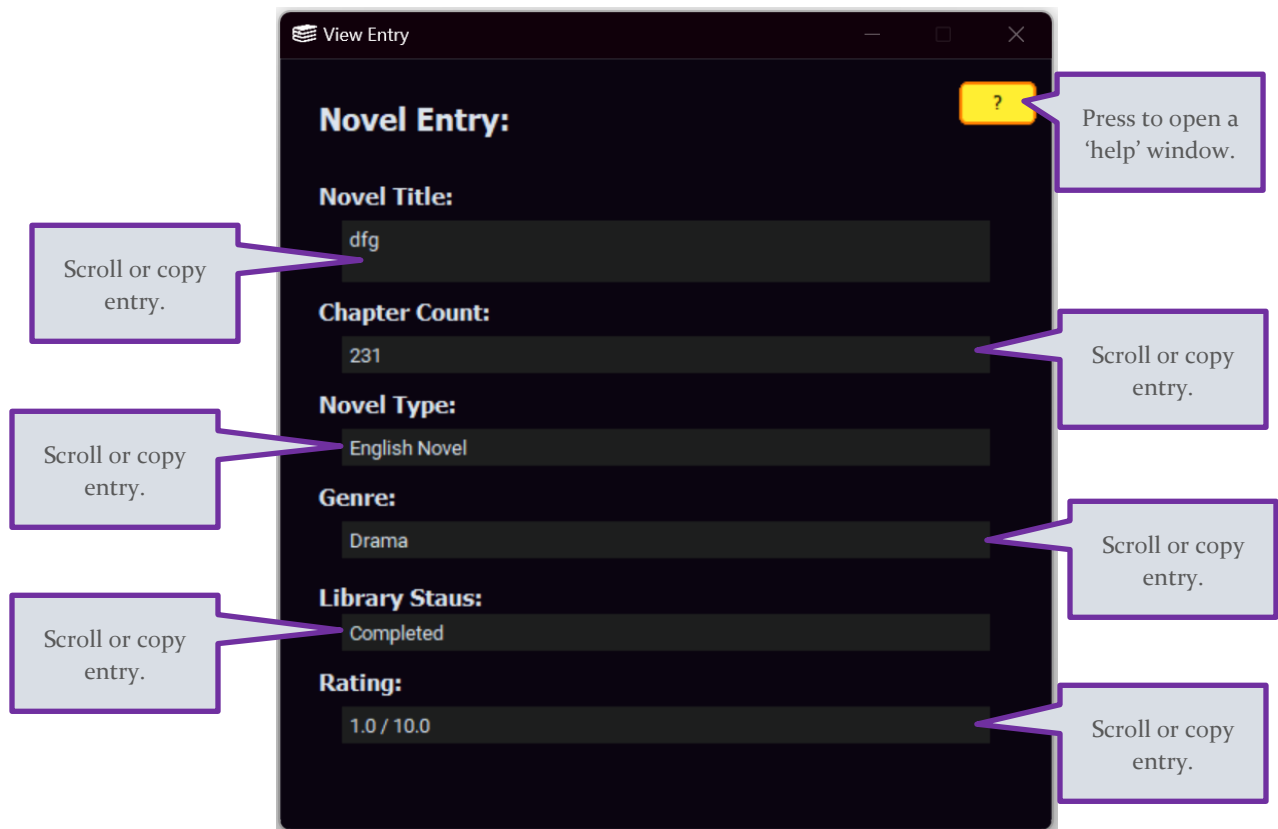 View Entry
Novel Entry:
?
Press to open a
‘help’ window.
Novel Title:
dfg
Scroll or copy
entry.
Chapter Count:
231
Scroll or copy
entry.
Novel Type:
English Novel
Scroll or copy
entry.
Genre:
Drama
Scroll or copy
entry.
Library Staus:
Completed
Scroll or copy
entry.
Rating:
1.0 / 10.0
Scroll or copy
entry.